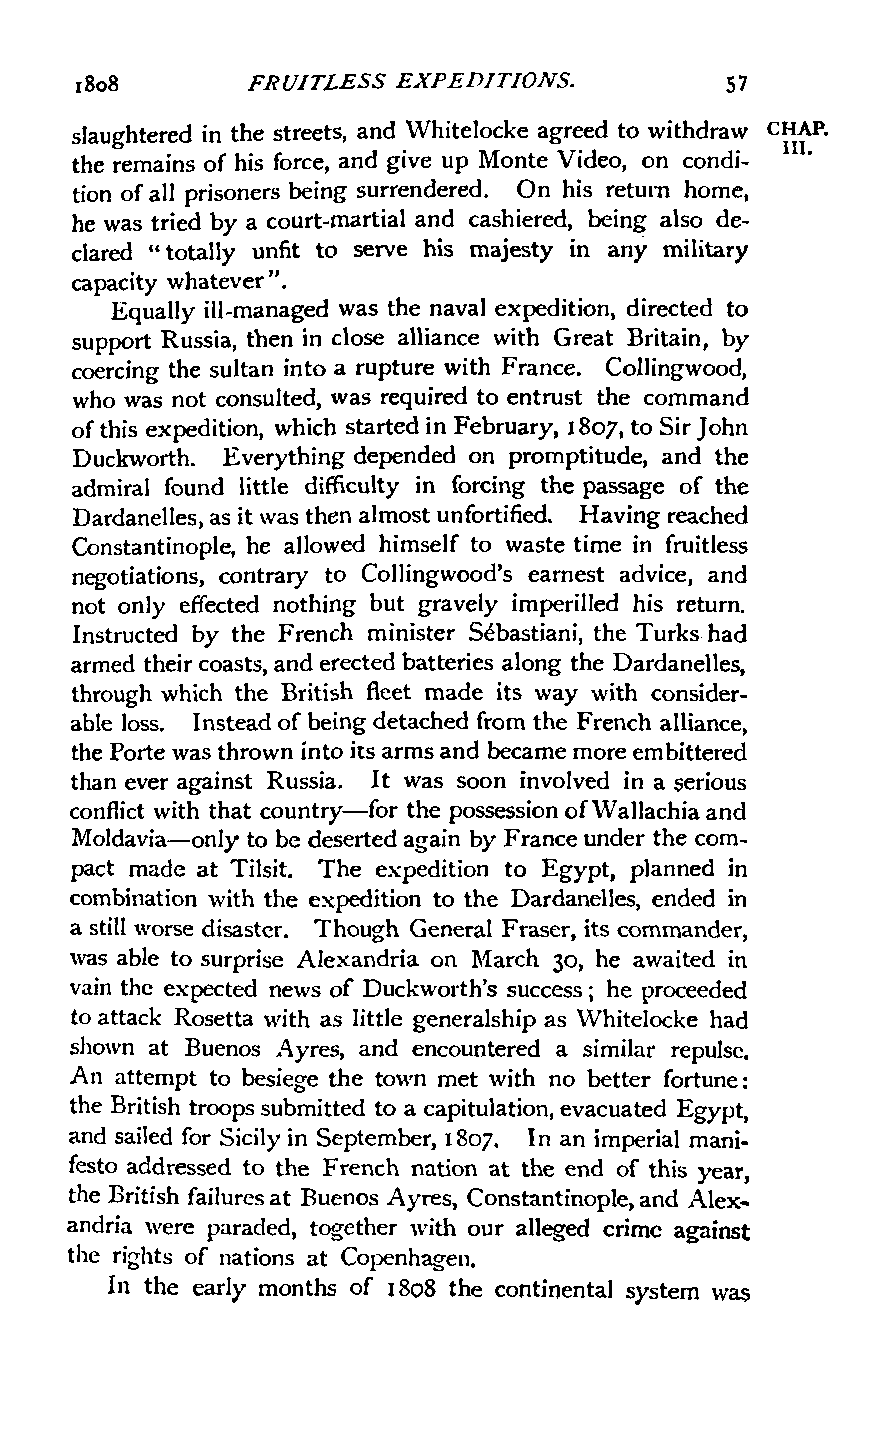 1808 FRUITLESS EXPEDITIONS. 57
slaughtered in the streets, and Whitelocke agreed to withdraw CHAP.
the remains of his force, and give up Monte Video, on condi- III.
tion of all prisoners being surrendered. On his return home,
he was tried by a court-martial and cashiered, being also de-
clared “totally unfit to serve his majesty in any military
capacity whatever”.
Equally ill-managed was the naval expedition, directed to
support Russia, then in close alliance with Great Britain, by
coercing the sultan into a rupture with France. Collingwood,
who was not consulted, was required to entrust the command
of this expedition, which started in February, 1807, to Sir John
Duckworth. Everything depended on promptitude, and the
admiral found little difficulty in forcing the passage of the
Dardanelles, as it was then almost unfortified. Having reached
Constantinople, he allowed himself to waste time in fruitless
negotiations, contrary to Collingwood's earnest advice, and
not only effected nothing but gravely imperilled his return.
Instructed by the French minister Sébastiani, the Turks had
armed their coasts, and erected batteries along the Dardanelles,
through which the British fleet made its way with consider-
able loss. Instead of being detached from the French alliance,
the Porte was thrown into its arms and became more embittered
than ever against Russia. It was soon involved in a serious
conflict with that country—for the possession of Wallachia and
Moldavia—only to be deserted again by France under the com-
pact made at Tilsit. The expedition to Egypt, planned in
combination with the expedition to the Dardanelles, ended in
a still worse disaster. Though General Fraser, its commander,
was able to surprise Alexandria on March 30, he awaited in
vain the expected news of Duckworth's success; he proceeded
to attack Rosetta with as little generalship as Whitelocke had
shown at Buenos Ayres, and encountered a similar repulse.
An attempt to besiege the town met with no better fortune:
the British troops submitted to a capitulation, evacuated Egypt,
and sailed for Sicily in September, 1807. In an imperial mani-
festo addressed to the French nation at the end of this year,
the British failures at Buenos Ayres, Constantinople, and Alex-
andria were paraded, together with our alleged crime against
the rights of nations at Copenhagen.
In the early months of 1808 the continental system was